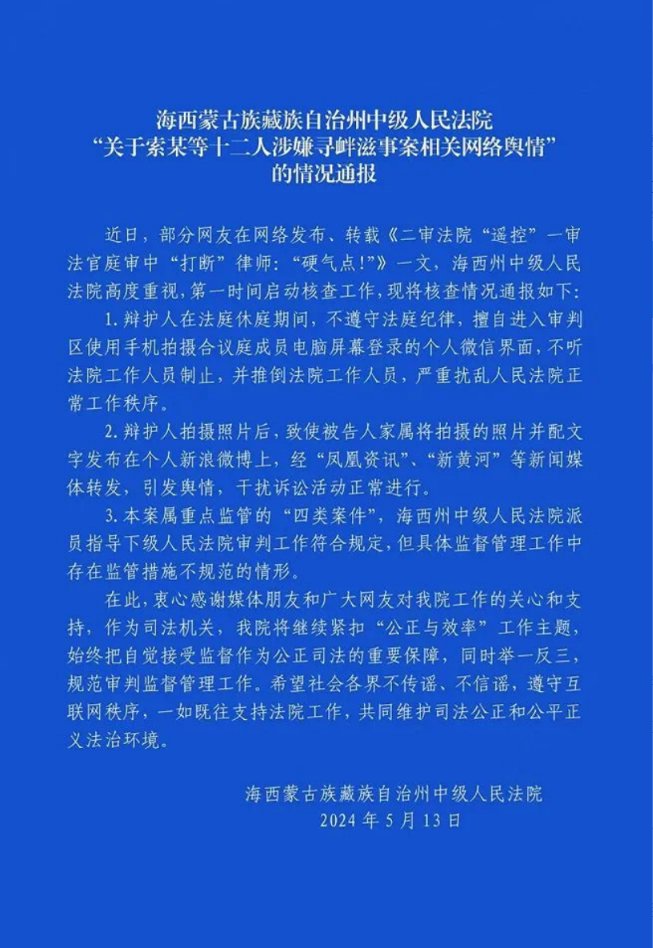 海西蒙古族藏族自治州中级人民法院
“关于索某等十二人涉嫌寻衅滋事案相关网络舆情”
的情况通报
近日，部分网友在网络发布、转载《二审法院“遥控”一审
法官庭审中“打断”律师：“硬气点！”》一文，海西州中级人民
法院高度重视，第一时间启动核查工作，现将核查情况通报如下：
1. 辩护人在法庭休庭期间，不遵守法庭纪律，擅自进入审判
区使用手机拍摄合议庭成员电脑屏幕登录的个人微信界面，不听
法院工作人员制止，并推倒法院工作人员，严重扰乱人民法院正
常工作秩序。
2. 辩护人拍摄照片后，致使被告人家属将拍摄的照片并配文
字发布在个人新浪微博上，经“凤凰资讯”、“新黄河”等新闻媒
体转发，引发舆情，干扰诉讼活动正常进行。
3. 本案属重点监管的“四类案件”，海西州中级人民法院派
员指导下级人民法院审判工作符合规定，但具体监督管理工作中
存在监管措施不规范的情形。
在此，衷心感谢媒体朋友和广大网友对我院工作的关心和支
持，作为司法机关，我院将继续紧扣“公正与效率”工作主题，
始终把自觉接受监督作为公正司法的重要保障，同时举一反三，
规范审判监督管理工作。希望社会各界不传谣、不信谣，遵守互
联网秩序，一如既往支持法院工作，共同维护司法公正和公平正
义法治环境。
海西蒙古族藏族自治州中级人民法院
2024 年 5 月 13 日